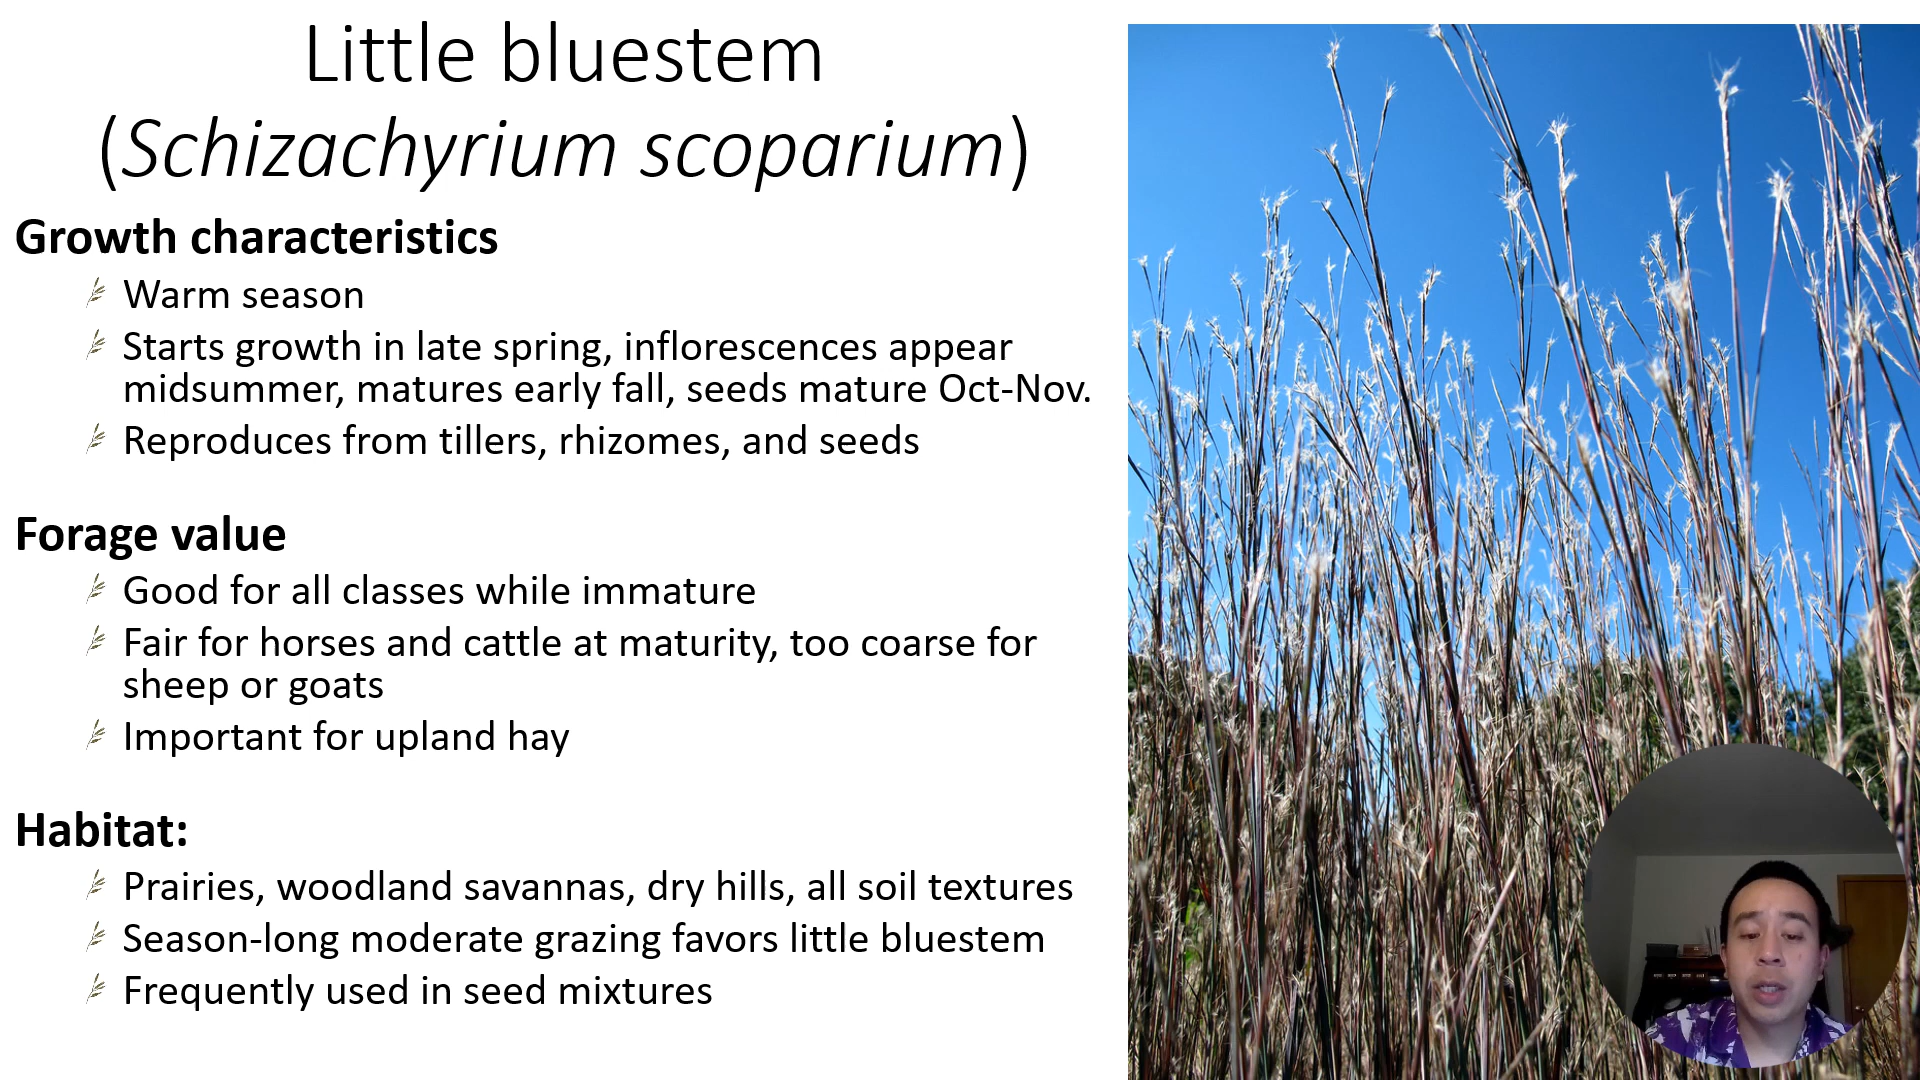 Little bluestem
(Schizachyrium scoparium)
Growth characteristics
Warm season
Starts growth in late spring, inflorescences appear
midsummer, matures early fall, seeds mature Oct-Nov.
Reproduces from tillers, rhizomes, and seeds
Forage value
Good for all classes while immature
Fair for horses and cattle at maturity, too coarse for
sheep or goats
Important for upland hay
Habitat:
Prairies, woodland savannas, dry hills, all soil textures
Season-long moderate grazing favors little bluestem
Frequently used in seed mixtures